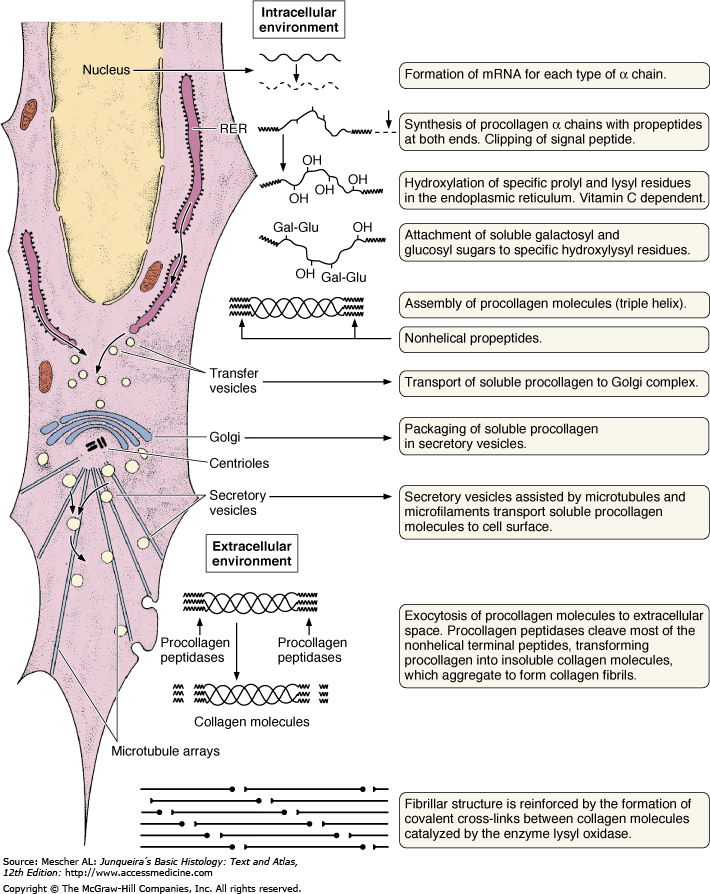 Intracellular
environment
Nucleus
Formation of mRNA for each type of α chain.
RER
Synthesis of procollagen α chains with propeptides
at both ends. Clipping of signal peptide.
OH
OH
OH
OH
Hydroxylation of specific prolyl and lysyl residues
in the endoplasmic reticulum. Vitamin C dependent.
Gal-Glu
OH
Gal-Glu
Attachment of soluble galactosyl and
glucosyl sugars to specific hydroxylysyl residues.
Assembly of procollagen molecules (triple helix).
Nonhelical propeptides.
Transfer
vesicles
Transport of soluble procollagen to Golgi complex.
Golgi
Packaging of soluble procollagen
in secretory vesicles.
Centrioles
Secretory
vesicles
Secretory vesicles assisted by microtubules and
microfilaments transport soluble procollagen
molecules to cell surface.
Extracellular
environment
Procollagen
peptidases
Procollagen
peptidases
Exocytosis of procollagen molecules to extracellular
space. Procollagen peptidases cleave most of the
nonhelical terminal peptides, transforming
procollagen into insoluble collagen molecules,
which aggregate to form collagen fibrils.
Collagen molecules
Microtubule arrays
Fibrillar structure is reinforced by the formation of
covalent cross-links between collagen molecules
catalyzed by the enzyme lysyl oxidase.
Source: Mescher AL: Junqueira´s Basic Histology: Text and Atlas,
12th Edition: http://www.accessmedicine.com
Copyright © The McGraw-Hill Companies, Inc. All rights reserved.